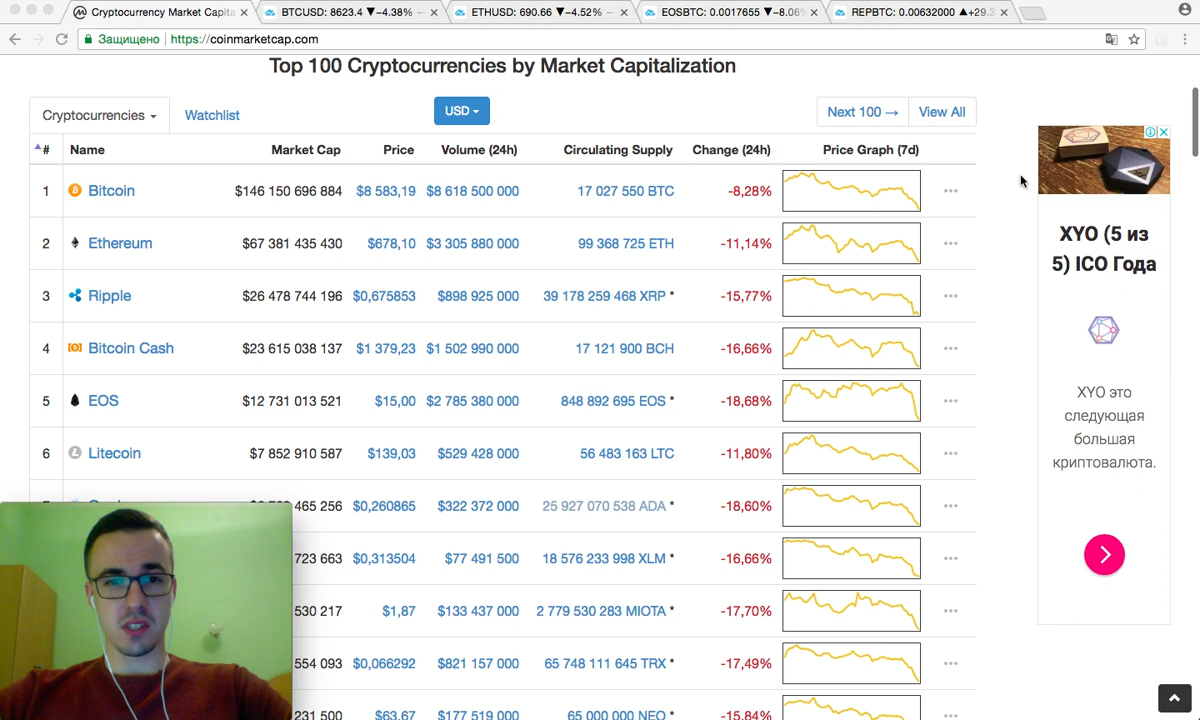 Cryptocurrency Market Capita
BTCUSD: 8623.4 ▼−4.38%
ETHUSD: 690.66 ▼−4.52%
EOSBTC: 0.0017655 ▼−8.06%
REPBTC: 0.00632000 ▲+29.3
Защищено https://coinmarketcap.com
Top 100 Cryptocurrencies by Market Capitalization
Cryptocurrencies Watchlist USD Next 100 → View All
# Name Market Cap Price Volume (24h) Circulating Supply Change (24h) Price Graph (7d)
1 Bitcoin $146 150 696 884 $8 583,19 $8 618 500 000 17 027 550 BTC -8,28%
2 Ethereum $67 381 435 430 $678,10 $3 305 880 000 99 368 725 ETH -11,14%
3 Ripple $26 478 744 196 $0,675853 $898 925 000 39 178 259 468 XRP * -15,77%
4 Bitcoin Cash $23 615 038 137 $1 379,23 $1 502 990 000 17 121 900 BCH -16,66%
5 EOS $12 731 013 521 $15,00 $2 785 380 000 848 892 695 EOS * -18,68%
6 Litecoin $7 852 910 587 $139,03 $529 428 000 56 483 163 LTC -11,80%
465 256 $0,260865 $322 372 000 25 927 070 538 ADA * -18,60%
723 663 $0,313504 $77 491 500 18 576 233 998 XLM * -16,66%
530 217 $1,87 $133 437 000 2 779 530 283 MIOTA * -17,70%
554 093 $0,066292 $821 157 000 65 748 111 645 TRX * -17,49%
231 500 $63,67 $177 519 000 65 000 000 NEO * -15,84%
XYO (5 из
5) ICO Года
XYO это
следующая
большая
криптовалюта.